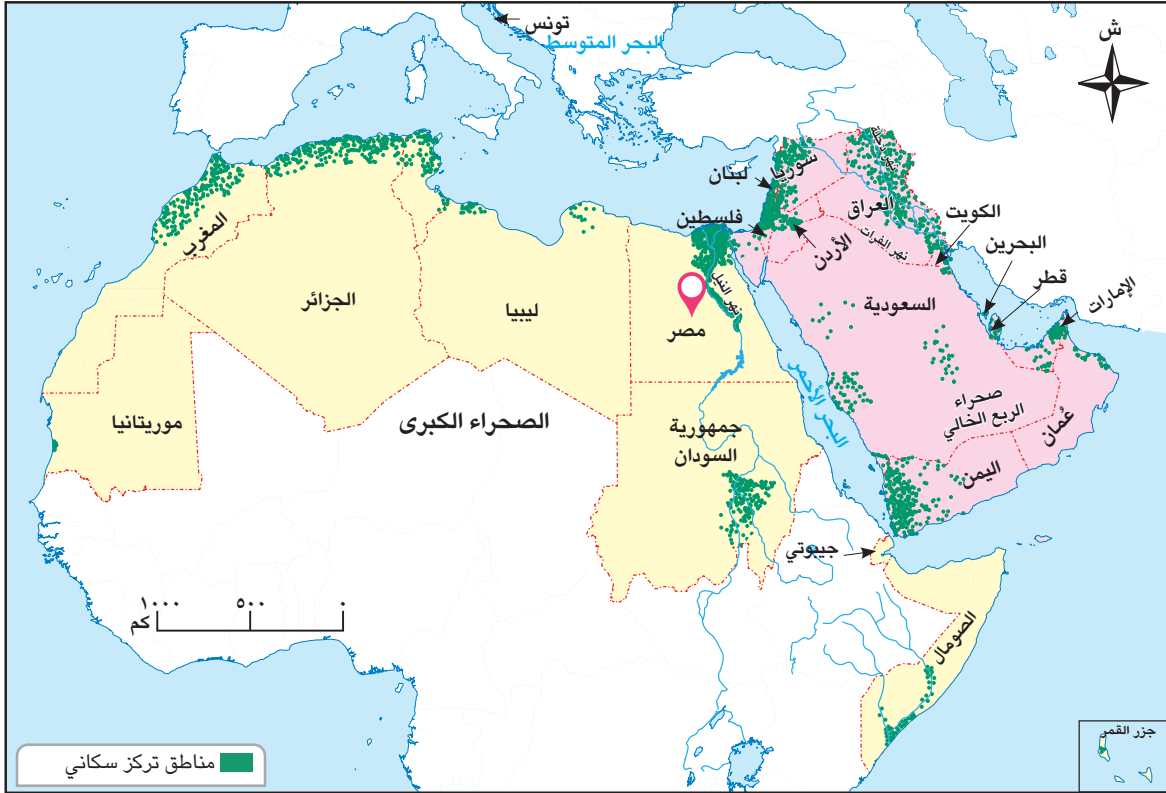 تونس
البحر المتوسط
ش
نهر دجلة
سوريا
لبنان
العراق
فلسطين
الكويت
المغرب
الأردن
نهر الفرات
البحرين
قطر
نهر النيل
الإمارات
الجزائر
ليبيا
السعودية
مصر
البحر الأحمر
صحراء
الربع الخالي
عُمان
موريتانيا
الصحراء الكبرى
جمهورية
السودان
اليمن
جيبوتي
١٠٠٠ ٥٠٠ ٠
كم
الصومال
جزر القمر
مناطق تركز سكاني